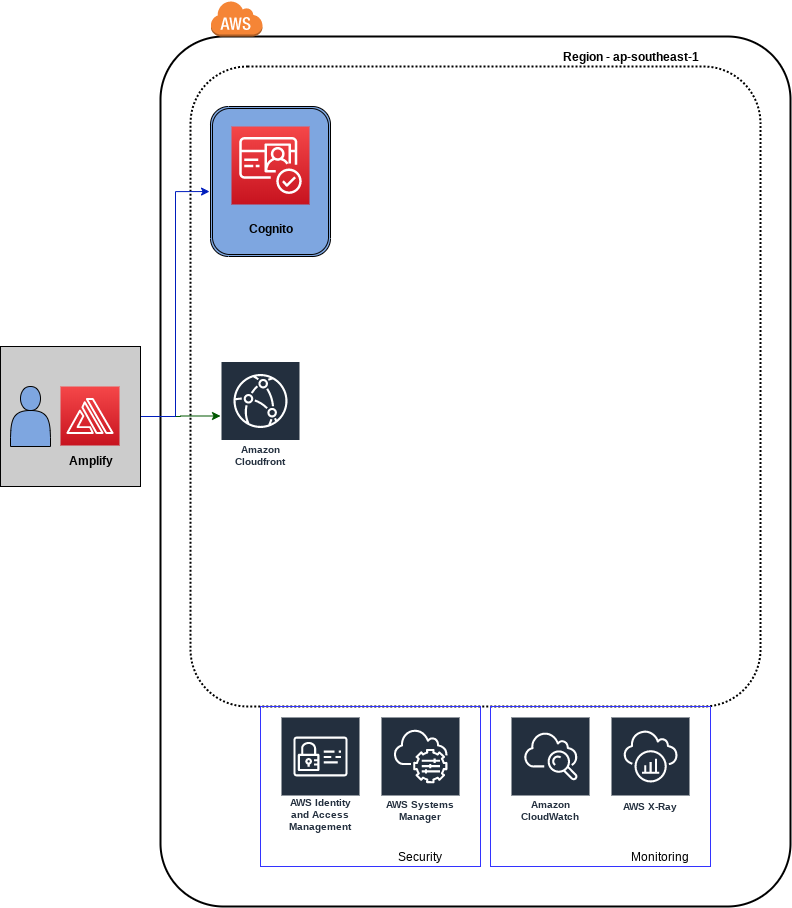 AWS
Region - ap-southeast-1
Cognito
Amplify
Amazon
Cloudfront
AWS Identity
and Access
Management
AWS Systems
Manager
Security
Amazon
CloudWatch
AWS X-Ray
Monitoring